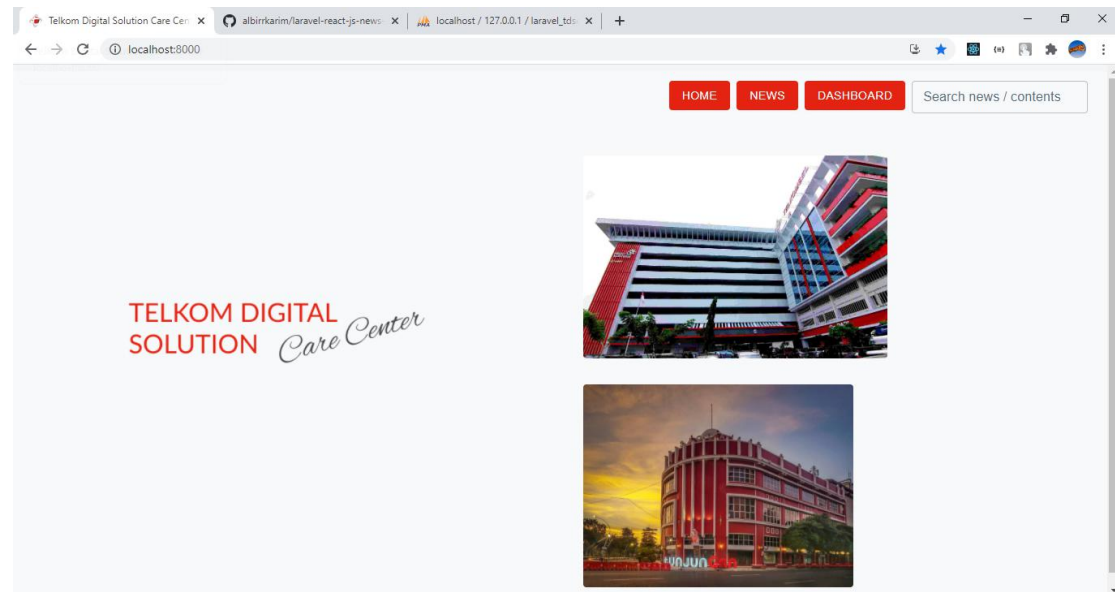 Telkom Digital Solution Care Cen
albirrkarim/laravel-react-js-news
localhost / 127.0.0.1 / laravel_tds
localhost:8000
HOME
NEWS
DASHBOARD
Search news / contents
TELKOM DIGITAL
SOLUTION Care Center